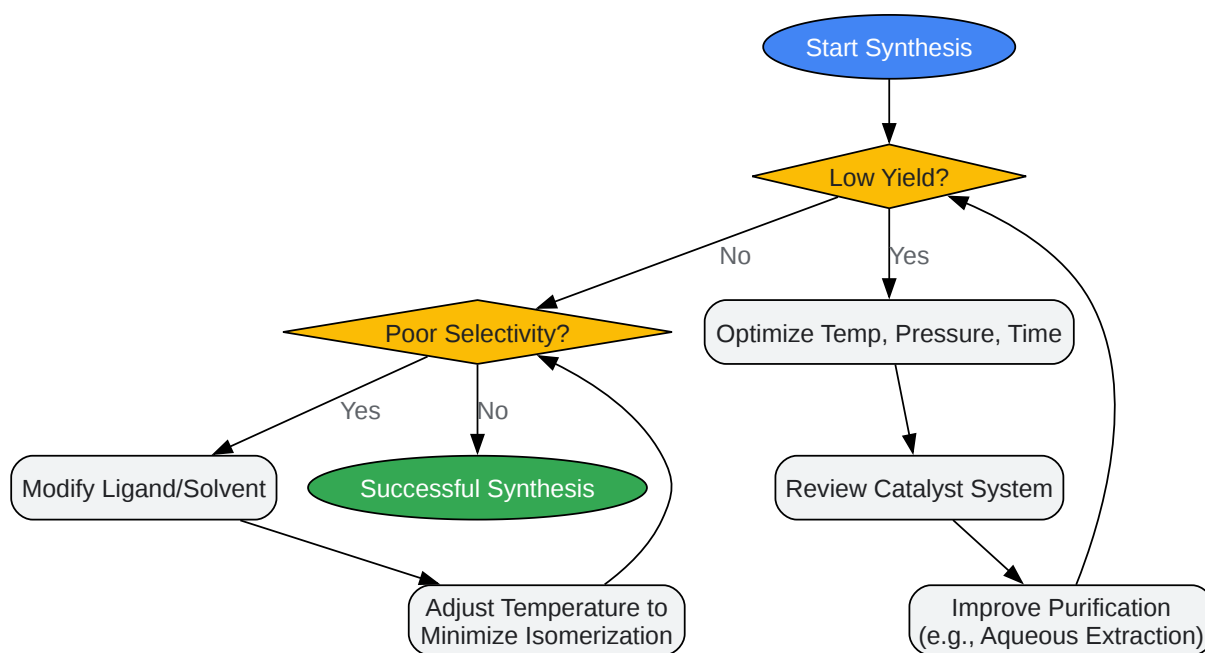 Start Synthesis
Low Yield?
No
Yes
Poor Selectivity?
Optimize Temp, Pressure, Time
Yes
No
Modify Ligand/Solvent
Successful Synthesis
Review Catalyst System
Adjust Temperature to
Minimize Isomerization
Improve Purification
(e.g., Aqueous Extraction)